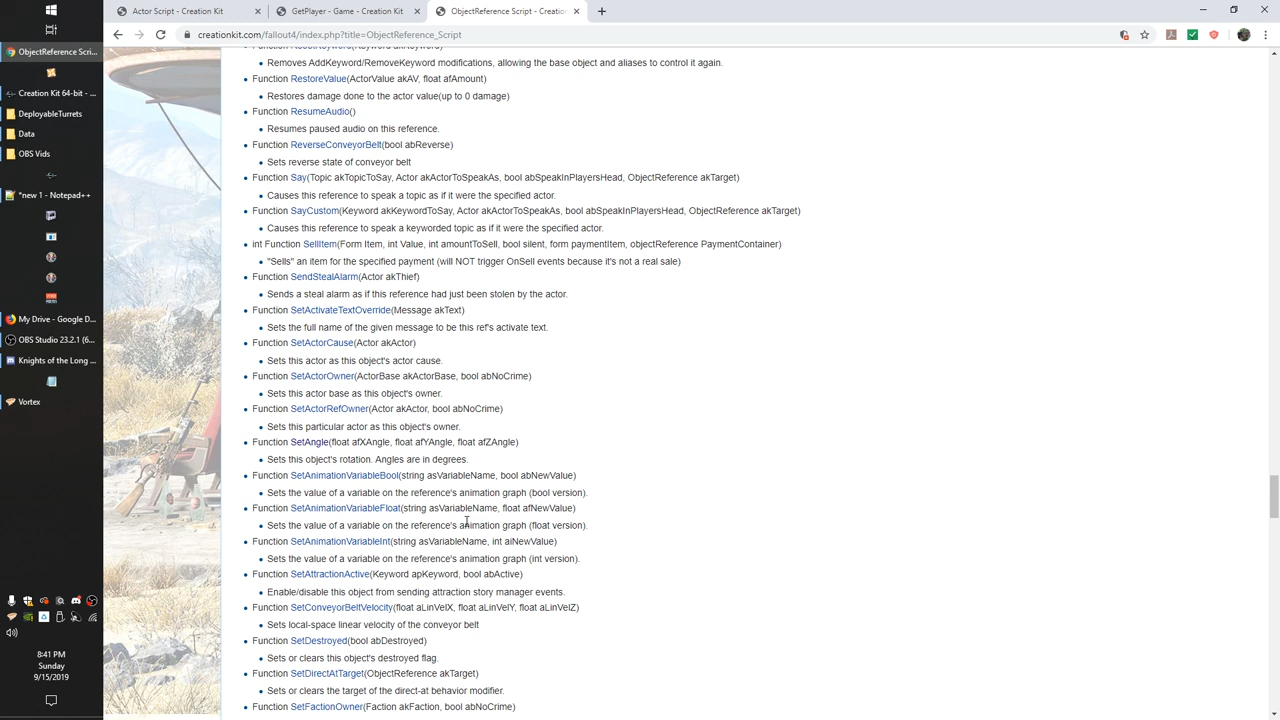 Actor Script - Creation Kit
GetPlayer - Game - Creation Kit
ObjectReference Script - Creatio
creationkit.com/fallout4/index.php?title=ObjectReference_Script
ObjectReference Scri...
Creation Kit 64-bit - ...
DeployableTurrets
Data
OBS Vids
*new 1 - Notepad++
My Drive - Google D...
OBS Studio 23.2.1 (6...
Knights of the Long ...
Vortex
8:41 PM
Sunday
9/15/2019
Removes AddKeyword/RemoveKeyword modifications, allowing the base object and aliases to control it again.
Function RestoreValue(ActorValue akAV, float afAmount)
Restores damage done to the actor value(up to 0 damage)
Function ResumeAudio()
Resumes paused audio on this reference.
Function ReverseConveyorBelt(bool abReverse)
Sets reverse state of conveyor belt
Function Say(Topic akTopicToSay, Actor akActorToSpeakAs, bool abSpeakInPlayersHead, ObjectReference akTarget)
Causes this reference to speak a topic as if it were the specified actor.
Function SayCustom(Keyword akKeywordToSay, Actor akActorToSpeakAs, bool abSpeakInPlayersHead, ObjectReference akTarget)
Causes this reference to speak a keyworded topic as if it were the specified actor.
int Function SellItem(Form Item, int Value, int amountToSell, bool silent, form paymentItem, objectReference PaymentContainer)
"Sells" an item for the specified payment (will NOT trigger OnSell events because it's not a real sale)
Function SendStealAlarm(Actor akThief)
Sends a steal alarm as if this reference had just been stolen by the actor.
Function SetActivateTextOverride(Message akText)
Sets the full name of the given message to be this ref's activate text.
Function SetActorCause(Actor akActor)
Sets this actor as this object's actor cause.
Function SetActorOwner(ActorBase akActorBase, bool abNoCrime)
Sets this actor base as this object's owner.
Function SetActorRefOwner(Actor akActor, bool abNoCrime)
Sets this particular actor as this object's owner.
Function SetAngle(float afXAngle, float afYAngle, float afZAngle)
Sets this object's rotation. Angles are in degrees.
Function SetAnimationVariableBool(string asVariableName, bool abNewValue)
Sets the value of a variable on the reference's animation graph (bool version).
Function SetAnimationVariableFloat(string asVariableName, float afNewValue)
Sets the value of a variable on the reference's animation graph (float version).
Function SetAnimationVariableInt(string asVariableName, int aiNewValue)
Sets the value of a variable on the reference's animation graph (int version).
Function SetAttractionActive(Keyword apKeyword, bool abActive)
Enable/disable this object from sending attraction story manager events.
Function SetConveyorBeltVelocity(float aLinVelX, float aLinVelY, float aLinVelZ)
Sets local-space linear velocity of the conveyor belt
Function SetDestroyed(bool abDestroyed)
Sets or clears this object's destroyed flag.
Function SetDirectAtTarget(ObjectReference akTarget)
Sets or clears the target of the direct-at behavior modifier.
Function SetFactionOwner(Faction akFaction, bool abNoCrime)